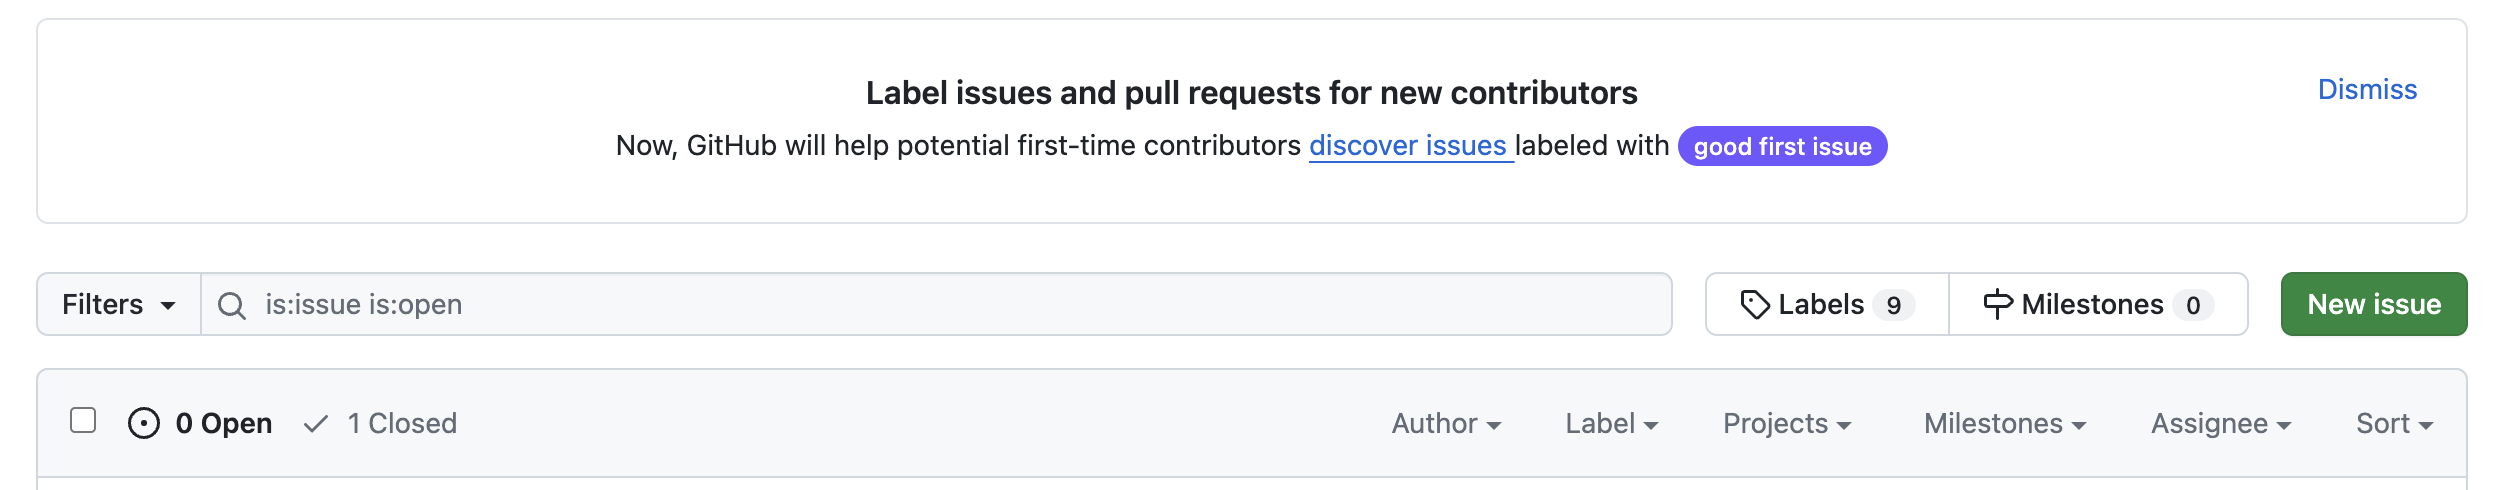 Label issues and pull requests for new contributors
Dismiss
Now, GitHub will help potential first-time contributors discover issues labeled with good first issue
Filters is:issue is:open Labels 9 Milestones 0 New issue
0 Open 1 Closed Author Label Projects Milestones Assignee Sort